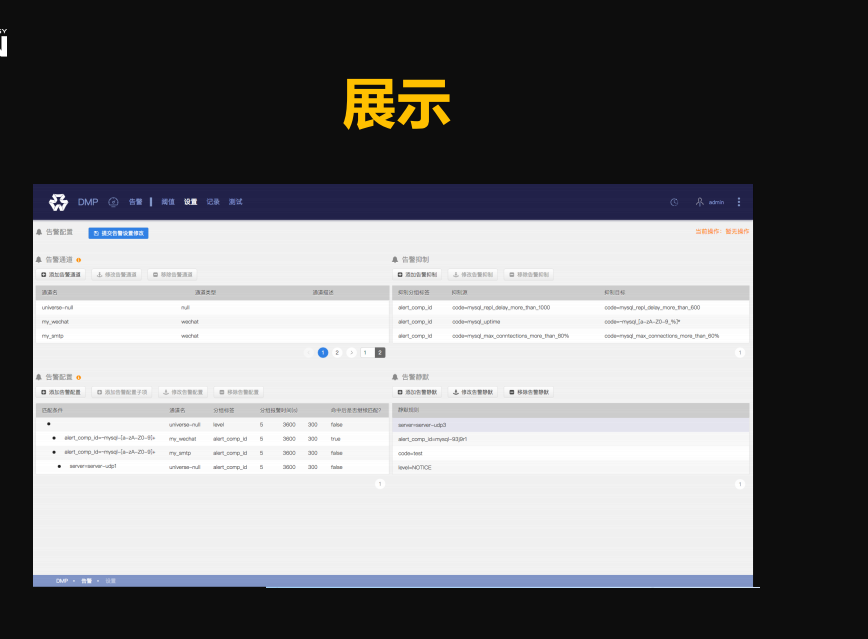 展示
DMP 告警 阈值 设置 记录 测试 admin
告警配置 提交告警设置修改 当前操作: 暂无操作
告警通道
添加告警通道 修改告警通道 移除告警通道
通道名 通道类型 通道描述
universe-null null
my_wechat wechat
my_smtp wechat
1 2 > 1 2
告警抑制
添加告警抑制 修改告警抑制 移除告警抑制
抑制分组标签 抑制源 抑制目标
alert_comp_id code=mysql_repl_delay_more_than_1000 code=mysql_repl_delay_more_than_600
alert_comp_id code=mysql_uptime code=~mysql_[a-zA-Z0-9_%]*
alert_comp_id code=mysql_max_conntections_more_than_80% code=mysql_max_connections_more_than_60%
1
告警配置
添加告警配置 添加告警配置子项 修改告警配置 移除告警配置
匹配条件 通道名 分组标签 分组报警时间(s)
universe-null level 5 3600 300 false
alert_comp_id=~mysql-[a-zA-Z0-9]+ my_wechat alert_comp_id 5 3600 300 true
alert_comp_id=~mysql-[a-zA-Z0-9]+ my_smtp alert_comp_id 5 3600 300 false
server=server-udp1 universe-null alert_comp_id 5 3600 300 false
1
告警静默
添加告警静默 修改告警静默 移除告警静默
静默规则
server=server-udp3
alert_comp_id=mysql-93j9r1
code=test
level=NOTICE
1
DMP 告警 设置